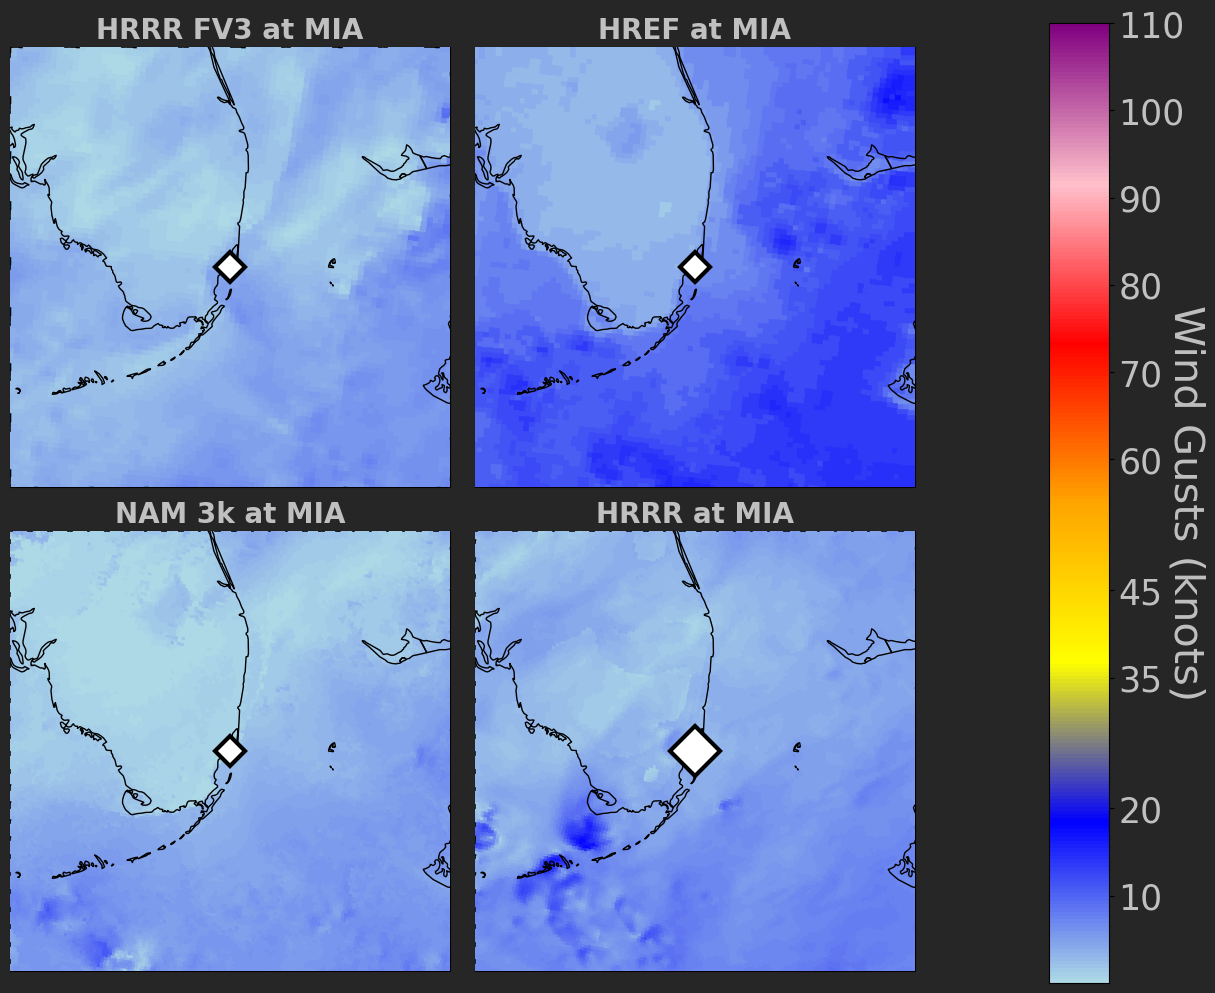 HRRR FV3 at MIA
HREF at MIA
NAM 3k at MIA
HRRR at MIA
110
100
90
80
70
60
45
35
20
10
Wind Gusts (knots)